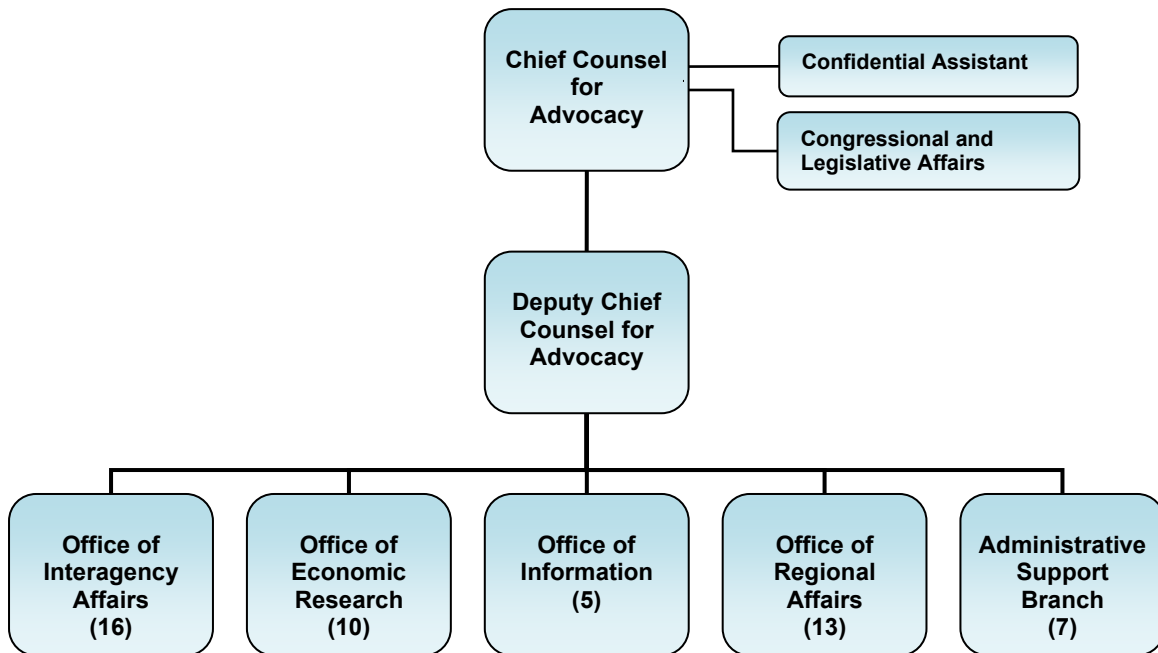 Chief Counsel
for
Advocacy
Confidential Assistant
Congressional and
Legislative Affairs
Deputy Chief
Counsel for
Advocacy
Office of
Interagency
Affairs
(16)
Office of
Economic
Research
(10)
Office of
Information
(5)
Office of
Regional
Affairs
(13)
Administrative
Support
Branch
(7)